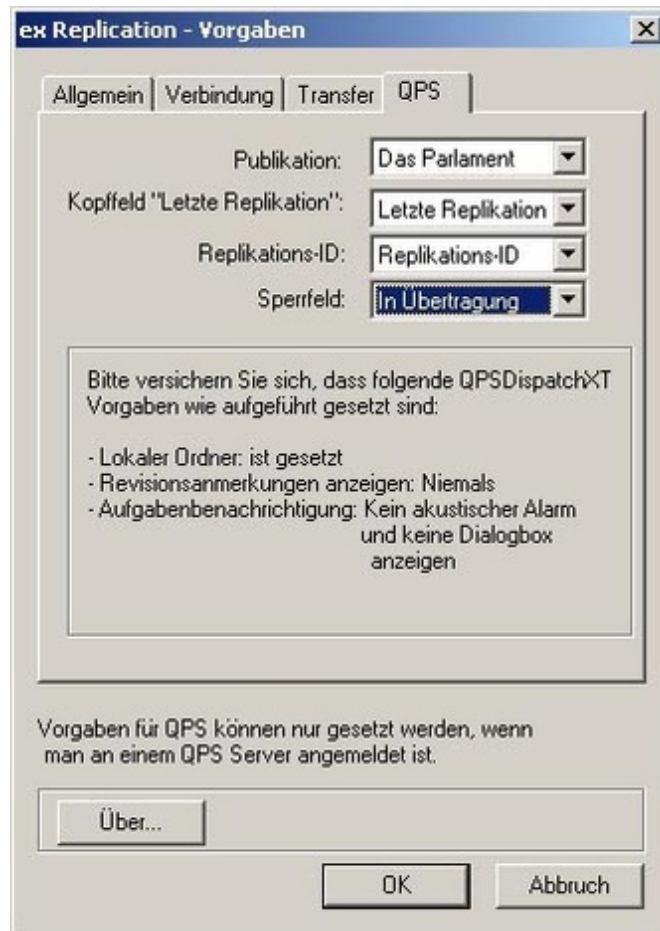 ex Replication - Vorgaben
Allgemein Verbindung Transfer QPS
Publikation: Das Parlament
Kopffeld "Letzte Replikation": Letzte Replikation
Replikations-ID: Replikations-ID
Sperrfeld: In Übertragung
Bitte versichern Sie sich, dass folgende QPSDispatchXT
Vorgaben wie aufgeführt gesetzt sind:
- Lokaler Ordner: ist gesetzt
- Revisionsanmerkungen anzeigen: Niemals
- Aufgabenbenachrichtigung: Kein akustischer Alarm
und keine Dialogbox
anzeigen
Vorgaben für QPS können nur gesetzt werden, wenn
man an einem QPS Server angemeldet ist.
Über...
OK Abbruch